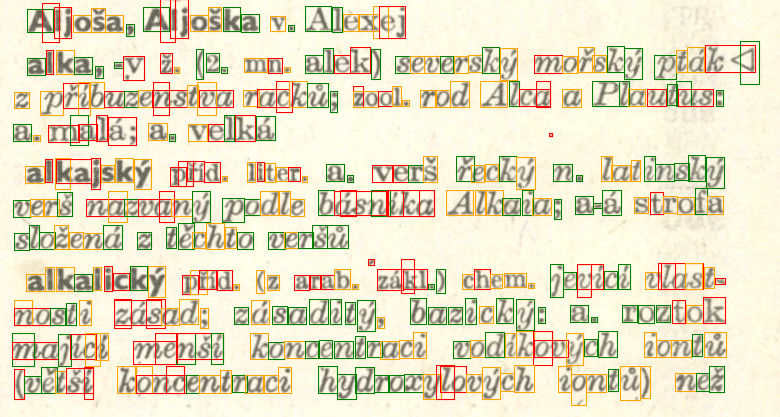 Aljoša, Aljoška v. Alexej
alka, -y ž. (2. mn. alek) severský mořský pták ◁
z příbuzenstva racků; zool. rod Alca a Plautus:
a. malá; a. velká
alkajský příd. liter. a. verš řecký n. latinský
verš nazvaný podle básníka Alkaia; a-á strofa
složená z těchto veršů
alkalický příd. (z arab. zákl.) chem. jevící vlast-
nosti zásad; zásaditý, bazický: a. roztok
mající menší koncentraci vodíkových iontů
(větší koncentraci hydroxylových iontů) než